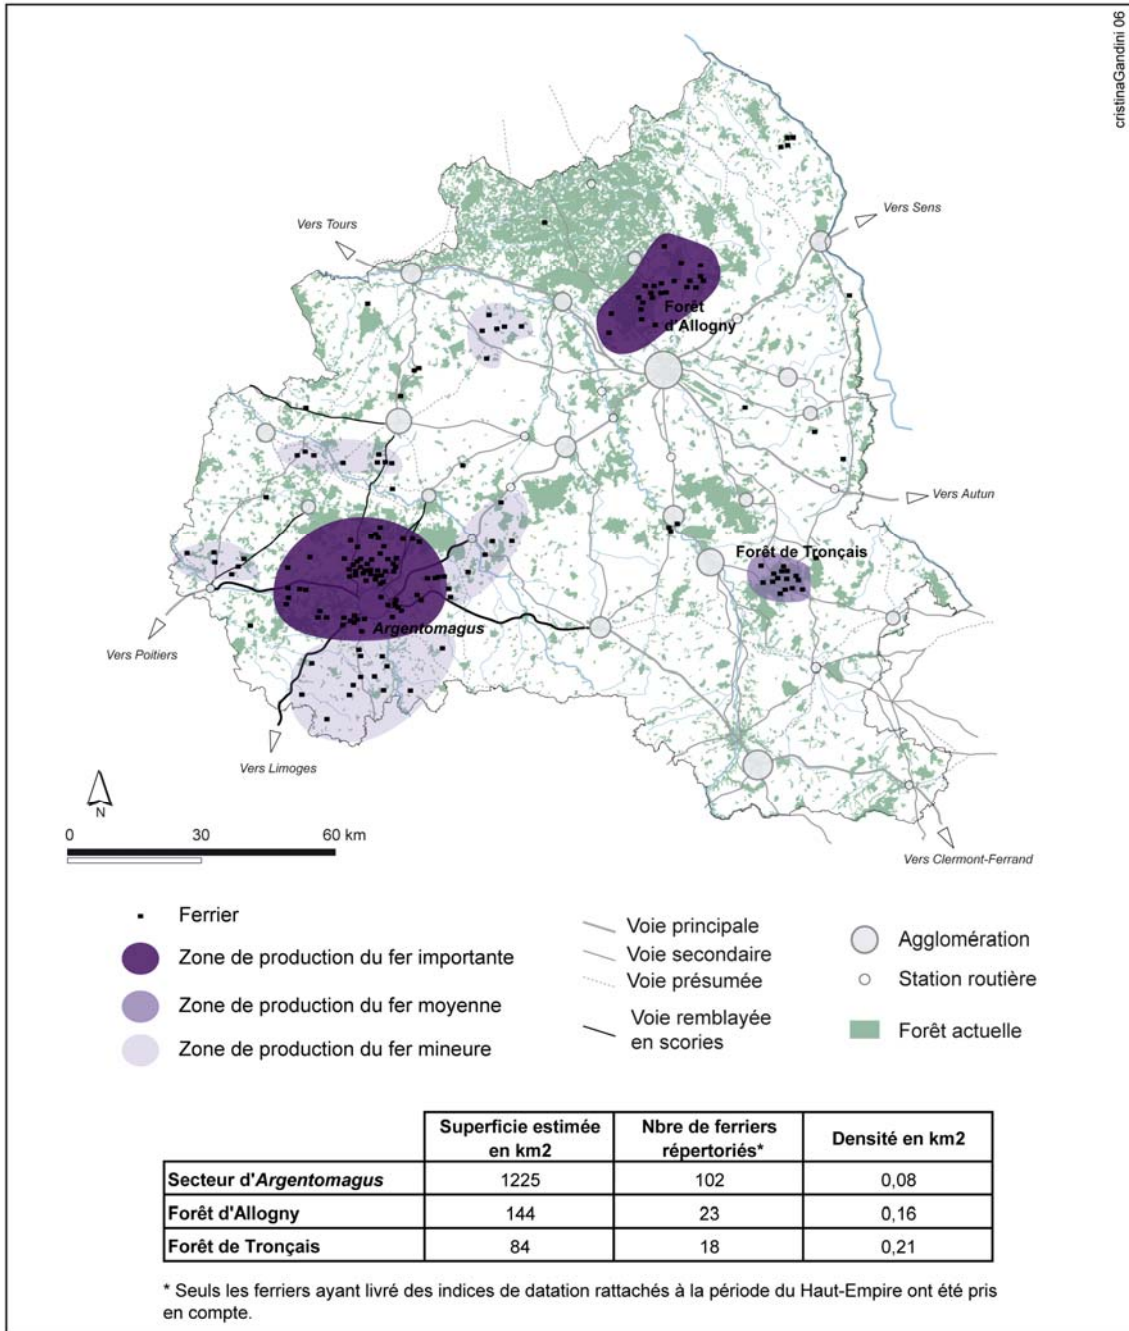 cristinaGandini 06
Vers Sens
Vers Tours
Forêt
d'Allogny
Vers Autun
Forêt de Tronçais
Argentomagus
Vers Poitiers
Vers Limoges
N
0 30 60 km
Vers Clermont-Ferrand
Ferrier
Zone de production du fer importante
Zone de production du fer moyenne
Zone de production du fer mineure
Voie principale
Voie secondaire
Voie présumée
Voie remblayée
en scories
Agglomération
Station routière
Forêt actuelle
Superficie estimée
en km2
Nbre de ferriers
répertoriés*
Densité en km2
Secteur d'Argentomagus 1225 102 0,08
Forêt d'Allogny 144 23 0,16
Forêt de Tronçais 84 18 0,21
* Seuls les ferriers ayant livré des indices de datation rattachés à la période du Haut-Empire ont été pris
en compte.